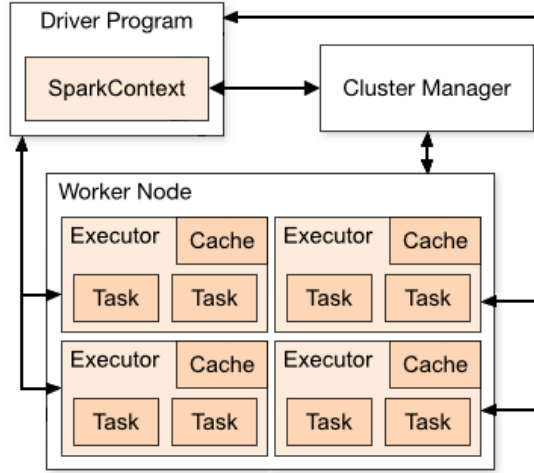 Driver Program
SparkContext
Cluster Manager
Worker Node
Executor
Cache
Task
Task
Executor
Cache
Task
Task
Executor
Cache
Task
Task
Executor
Cache
Task
Task